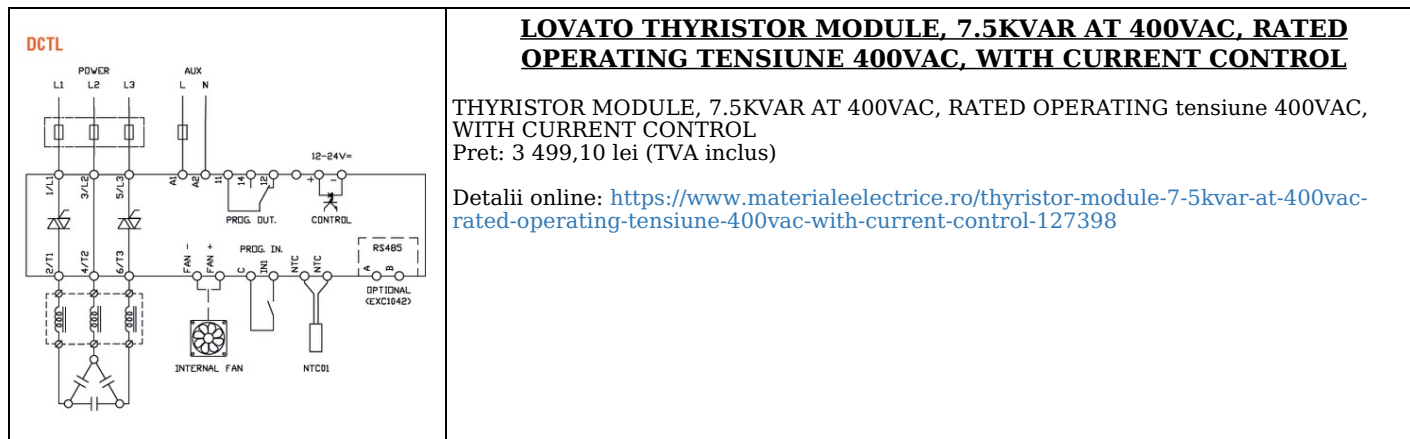 DCTL
POWER AUX
L1 L2 L3 L N
12-24V=
+ -
1/L1 3/L2 5/L3 A1 A2 11 14 12
PROG. OUT. CONTROL
PROG. IN. RS485
2/T1 4/T2 6/T3 FAN - FAN + C IN1 NTC NTC A B
OPTIONAL
(EXC1042)
INTERNAL FAN NTC01
LOVATO THYRISTOR MODULE, 7.5KVAR AT 400VAC, RATED
OPERATING TENSIUNE 400VAC, WITH CURRENT CONTROL
THYRISTOR MODULE, 7.5KVAR AT 400VAC, RATED OPERATING tensiune 400VAC,
WITH CURRENT CONTROL
Pret: 3 499,10 lei (TVA inclus)
Detalii online: https://www.materialeelectrice.ro/thyristor-module-7-5kvar-at-400vac-
rated-operating-tensiune-400vac-with-current-control-127398